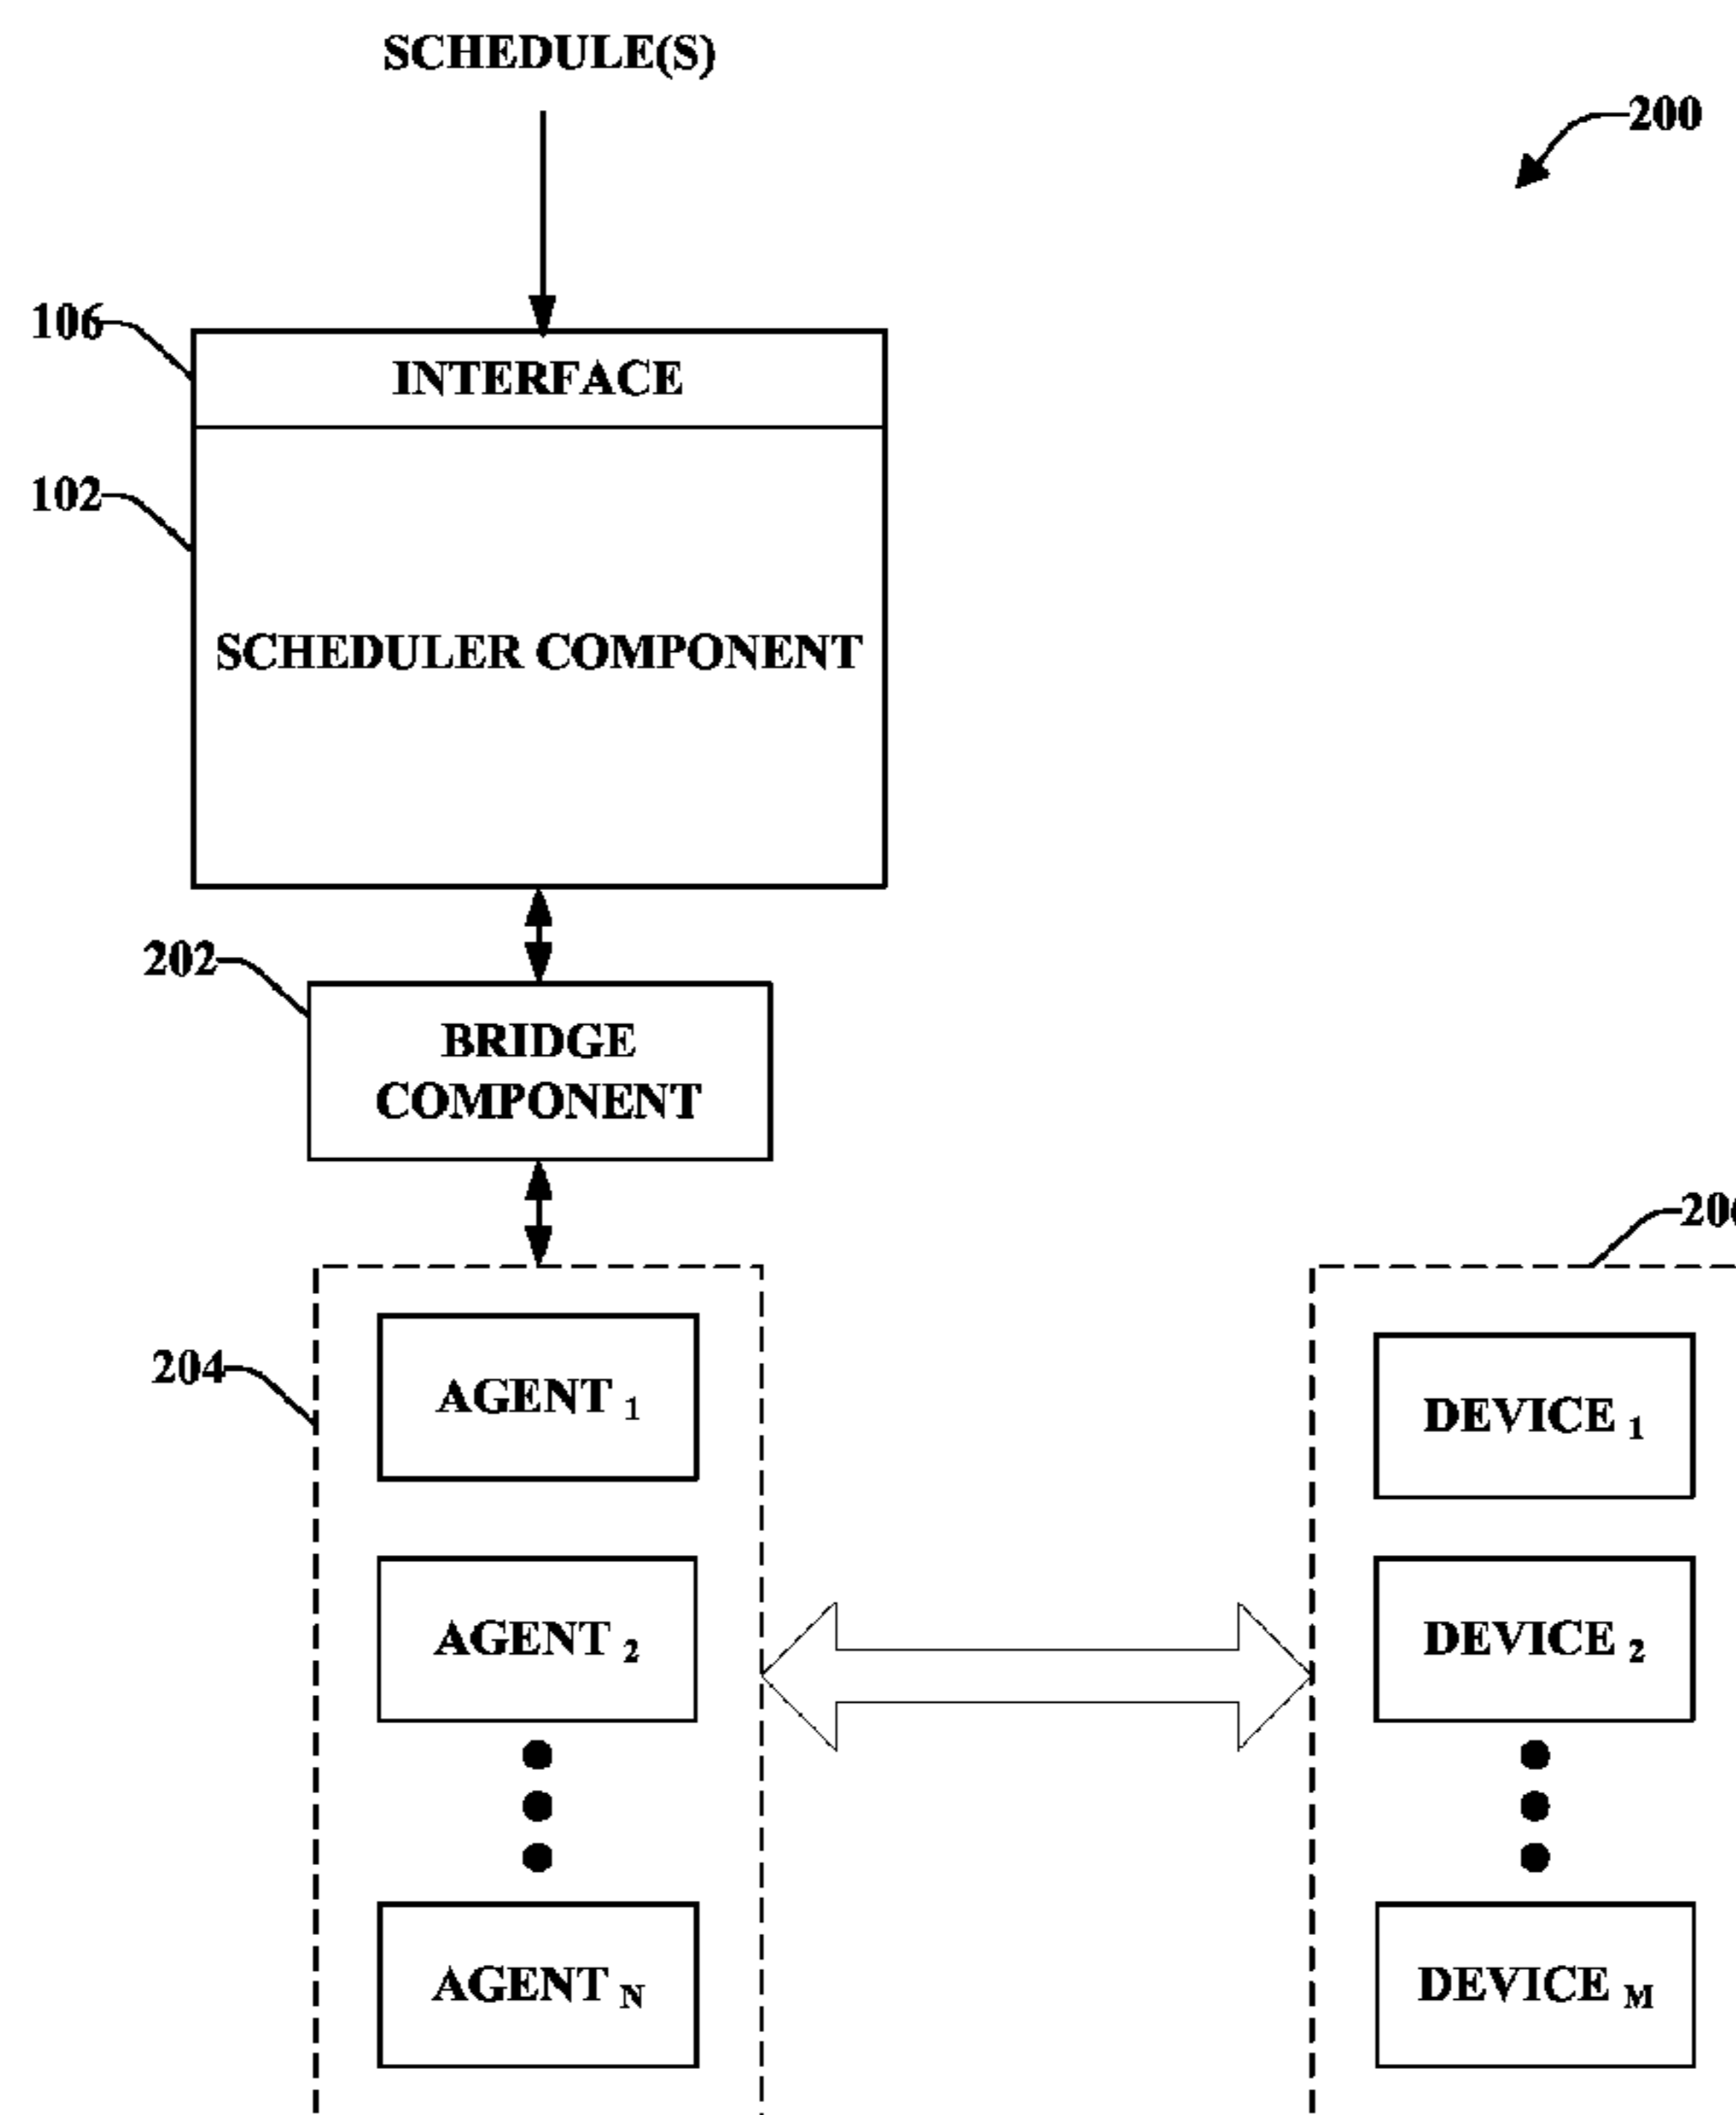 SCHEDULE(S)
200
106
INTERFACE
102
SCHEDULER COMPONENT
202
BRIDGE
COMPONENT
204
AGENT 1
DEVICE 1
AGENT 2
DEVICE 2
AGENT N
DEVICE M